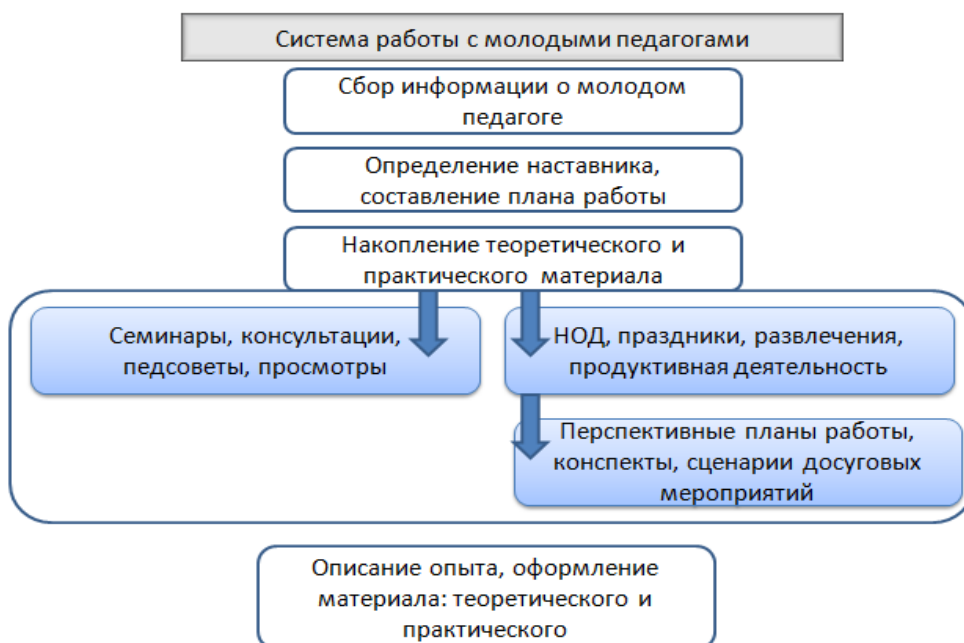 Система работы с молодыми педагогами
Сбор информации о молодом
педагоге
Определение наставника,
составление плана работы
Накопление теоретического и
практического материала
Семинары, консультации,
педсоветы, просмотры
НОД, праздники, развлечения,
продуктивная деятельность
Перспективные планы работы,
конспекты, сценарии досуговых
мероприятий
Описание опыта, оформление
материала: теоретического и
практического